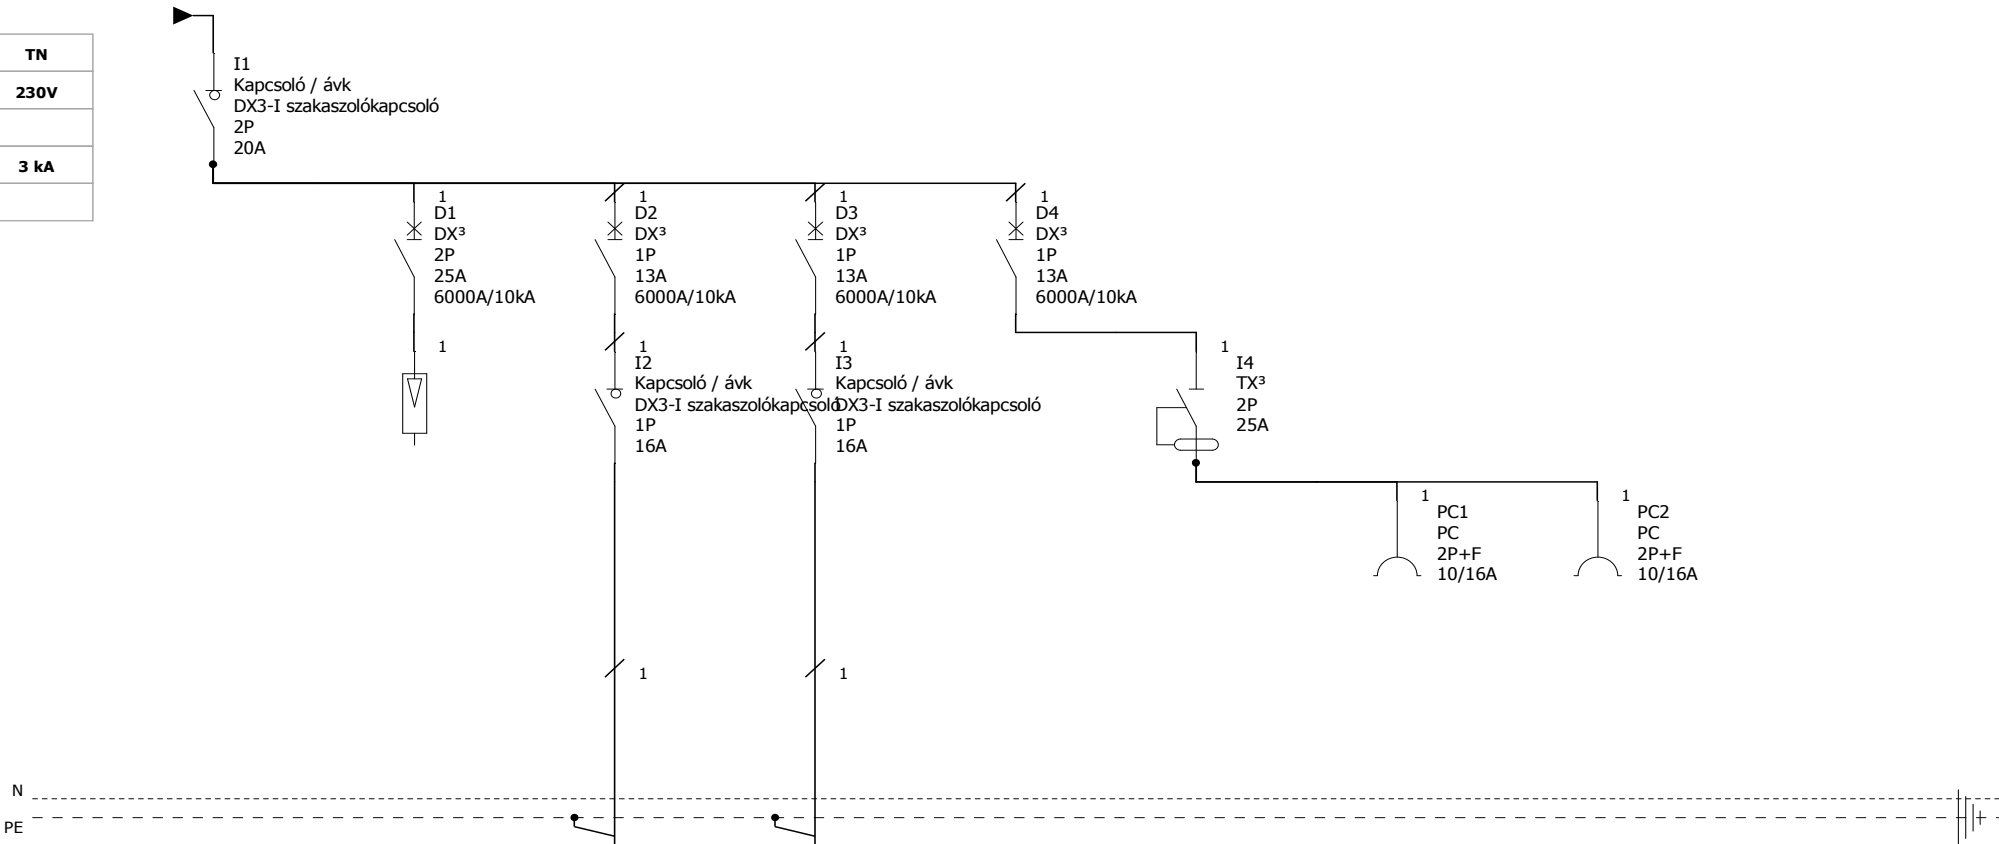 TN
230V
3 kA
I1
Kapcsoló / ávk
DX3-I szakaszolókapcsoló
2P
20A
1
D1
DX³
2P
25A
6000A/10kA
1
1
D2
DX³
1P
13A
6000A/10kA
1
I2
Kapcsoló / ávk
DX3-I szakaszolókapcsoló
1P
16A
1
1
D3
DX³
1P
13A
6000A/10kA
1
I3
Kapcsoló / ávk
DX3-I szakaszolókapcsoló
1P
16A
1
1
D4
DX³
1P
13A
6000A/10kA
1
I4
TX³
2P
25A
1
PC1
PC
2P+F
10/16A
1
PC2
PC
2P+F
10/16A
N
PE